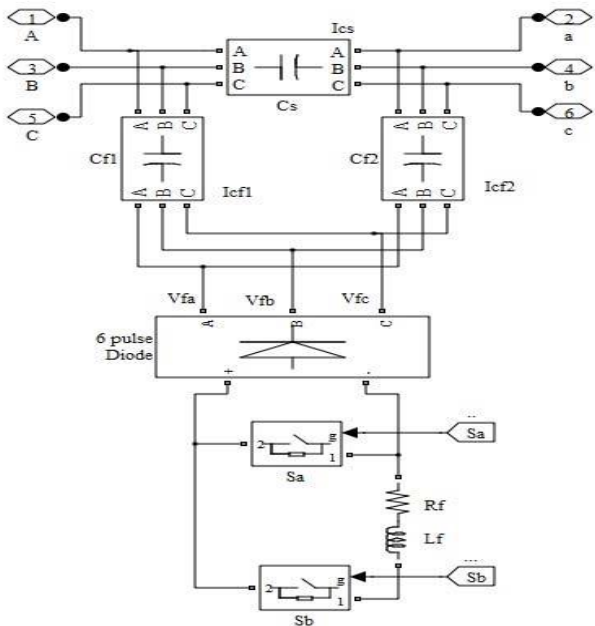 1
A
3
B
5
C
2
a
4
b
6
c
Ics
A
B
C
A
B
C
Cs
A B C
Cf1
A B C
Icf1
A B C
Cf2
A B C
Icf2
Vfa
Vfb
Vfc
A
B
C
6 pulse
Diode
+
-
2
g
1
Sa
..
Sa
Rf
Lf
2
g
1
Sb
...
Sb